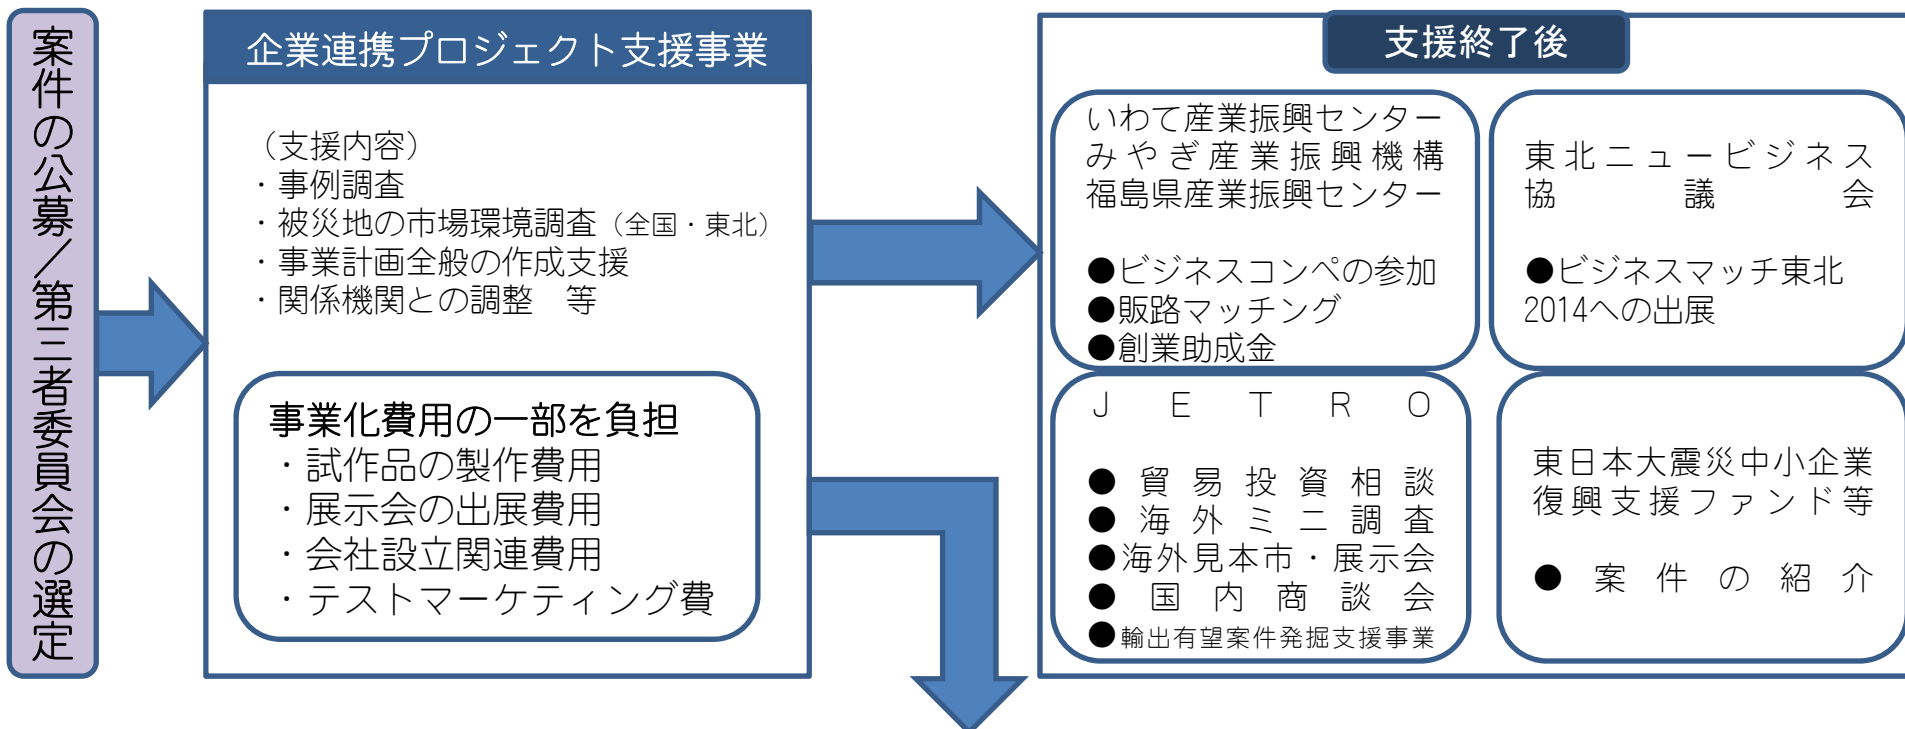 案件の公募／第三者委員会の選定
企業連携プロジェクト支援事業
（支援内容）
・事例調査
・被災地の市場環境調査（全国・東北）
・事業計画全般の作成支援
・関係機関との調整　等
事業化費用の一部を負担
・試作品の製作費用
・展示会の出展費用
・会社設立関連費用
・テストマーケティング費
支援終了後
いわて産業振興センター
みやぎ産業振興機構
福島県産業振興センター
●ビジネスコンペの参加
●販路マッチング
●創業助成金
東北ニュービジネス
協議会
●ビジネスマッチ東北
2014への出展
JETRO
●貿易投資相談
●海外ミニ調査
●海外見本市・展示会
●国内商談会
●輸出有望案件発掘支援事業
東日本大震災中小企業
復興支援ファンド等
●案件の紹介